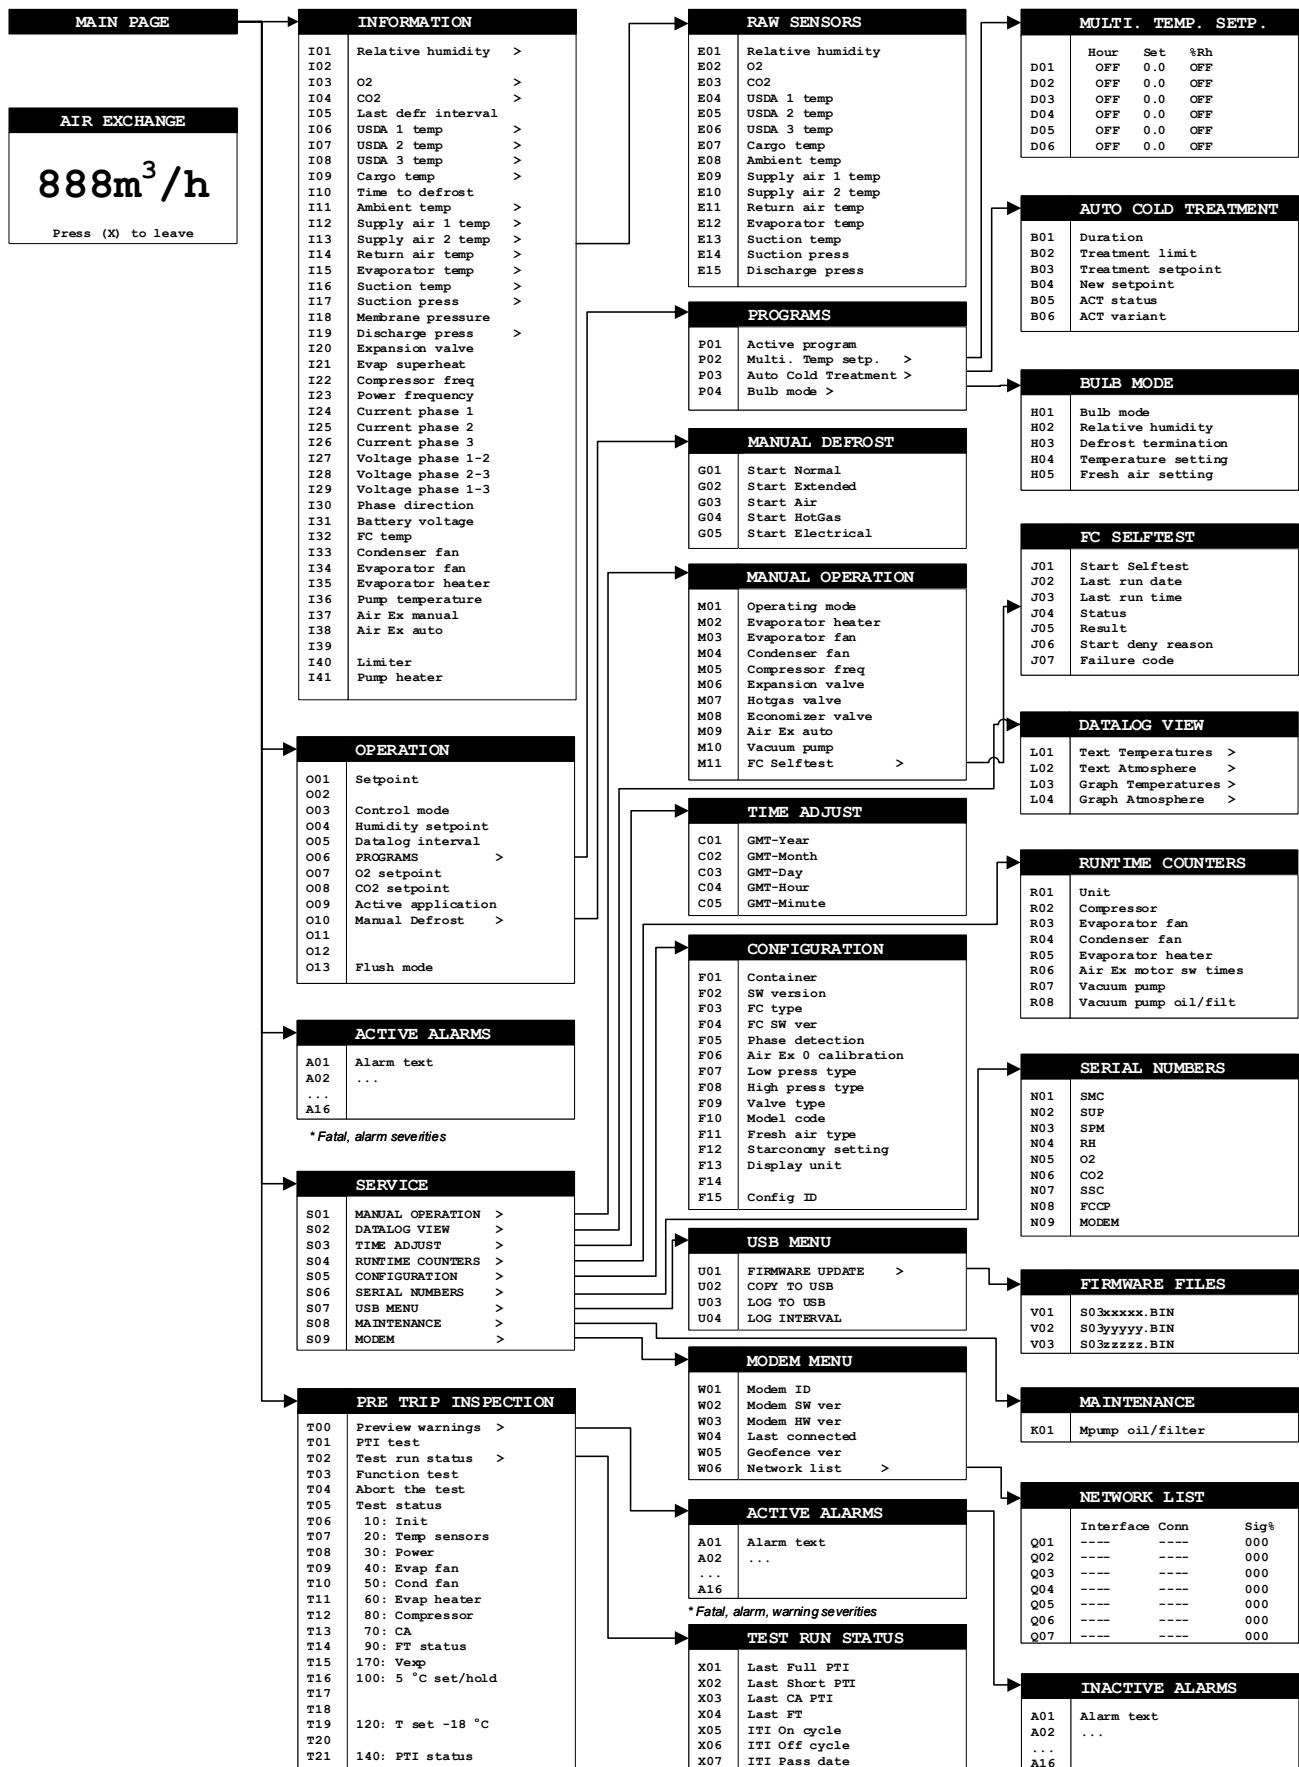 MAIN PAGE
AIR EXCHANGE
888m³/h
Press (X) to leave
INFORMATION
I01 Relative humidity >
I02
I03 O2 >
I04 CO2 >
I05 Last defr interval
I06 USDA 1 temp >
I07 USDA 2 temp >
I08 USDA 3 temp >
I09 Cargo temp >
I10 Time to defrost
I11 Ambient temp >
I12 Supply air 1 temp >
I13 Supply air 2 temp >
I14 Return air temp >
I15 Evaporator temp >
I16 Suction temp >
I17 Suction press >
I18 Membrane pressure
I19 Discharge press >
I20 Expansion valve
I21 Evap superheat
I22 Compressor freq
I23 Power frequency
I24 Current phase 1
I25 Current phase 2
I26 Current phase 3
I27 Voltage phase 1-2
I28 Voltage phase 2-3
I29 Voltage phase 1-3
I30 Phase direction
I31 Battery voltage
I32 FC temp
I33 Condenser fan
I34 Evaporator fan
I35 Evaporator heater
I36 Pump temperature
I37 Air Ex manual
I38 Air Ex auto
I39
I40 Limiter
I41 Pump heater
OPERATION
O01 Setpoint
O02
O03 Control mode
O04 Humidity setpoint
O05 Datalog interval
O06 PROGRAMS >
O07 O2 setpoint
O08 CO2 setpoint
O09 Active application
O10 Manual Defrost >
O11
O12
O13 Flush mode
ACTIVE ALARMS
A01 Alarm text
A02 ...
...
A16
* Fatal, alarm severities
SERVICE
S01 MANUAL OPERATION >
S02 DATALOG VIEW >
S03 TIME ADJUST >
S04 RUNTIME COUNTERS >
S05 CONFIGURATION >
S06 SERIAL NUMBERS >
S07 USB MENU >
S08 MAINTENANCE >
S09 MODEM >
PRE TRIP INSPECTION
T00 Preview warnings >
T01 PTI test
T02 Test run status >
T03 Function test
T04 Abort the test
T05 Test status
T06 10: Init
T07 20: Temp sensors
T08 30: Power
T09 40: Evap fan
T10 50: Cond fan
T11 60: Evap heater
T12 80: Compressor
T13 70: CA
T14 90: FT status
T15 170: Vexp
T16 100: 5 °C set/hold
T17
T18
T19 120: T set -18 °C
T20
T21 140: PTI status
RAW SENSORS
E01 Relative humidity
E02 O2
E03 CO2
E04 USDA 1 temp
E05 USDA 2 temp
E06 USDA 3 temp
E07 Cargo temp
E08 Ambient temp
E09 Supply air 1 temp
E10 Supply air 2 temp
E11 Return air temp
E12 Evaporator temp
E13 Suction temp
E14 Suction press
E15 Discharge press
PROGRAMS
P01 Active program
P02 Multi. Temp setp. >
P03 Auto Cold Treatment >
P04 Bulb mode >
MANUAL DEFROST
G01 Start Normal
G02 Start Extended
G03 Start Air
G04 Start HotGas
G05 Start Electrical
MANUAL OPERATION
M01 Operating mode
M02 Evaporator heater
M03 Evaporator fan
M04 Condenser fan
M05 Compressor freq
M06 Expansion valve
M07 Hotgas valve
M08 Economizer valve
M09 Air Ex auto
M10 Vacuum pump
M11 FC Selftest >
TIME ADJUST
C01 GMT-Year
C02 GMT-Month
C03 GMT-Day
C04 GMT-Hour
C05 GMT-Minute
CONFIGURATION
F01 Container
F02 SW version
F03 FC type
F04 FC SW ver
F05 Phase detection
F06 Air Ex 0 calibration
F07 Low press type
F08 High press type
F09 Valve type
F10 Model code
F11 Fresh air type
F12 Starconomy setting
F13 Display unit
F14
F15 Config ID
USB MENU
U01 FIRMWARE UPDATE >
U02 COPY TO USB
U03 LOG TO USB
U04 LOG INTERVAL
MODEM MENU
W01 Modem ID
W02 Modem SW ver
W03 Modem HW ver
W04 Last connected
W05 Geofence ver
W06 Network list >
ACTIVE ALARMS
A01 Alarm text
A02 ...
...
A16
* Fatal, alarm, warning severities
TEST RUN STATUS
X01 Last Full PTI
X02 Last Short PTI
X03 Last CA PTI
X04 Last FT
X05 ITI On cycle
X06 ITI Off cycle
X07 ITI Pass date
MULTI. TEMP. SETP.
Hour Set %Rh
D01 OFF 0.0 OFF
D02 OFF 0.0 OFF
D03 OFF 0.0 OFF
D04 OFF 0.0 OFF
D05 OFF 0.0 OFF
D06 OFF 0.0 OFF
AUTO COLD TREATMENT
B01 Duration
B02 Treatment limit
B03 Treatment setpoint
B04 New setpoint
B05 ACT status
B06 ACT variant
BULB MODE
H01 Bulb mode
H02 Relative humidity
H03 Defrost termination
H04 Temperature setting
H05 Fresh air setting
FC SELFTEST
J01 Start Selftest
J02 Last run date
J03 Last run time
J04 Status
J05 Result
J06 Start deny reason
J07 Failure code
DATALOG VIEW
L01 Text Temperatures >
L02 Text Atmosphere >
L03 Graph Temperatures >
L04 Graph Atmosphere >
RUNTIME COUNTERS
R01 Unit
R02 Compressor
R03 Evaporator fan
R04 Condenser fan
R05 Evaporator heater
R06 Air Ex motor sw times
R07 Vacuum pump
R08 Vacuum pump oil/filt
SERIAL NUMBERS
N01 SMC
N02 SUP
N03 SPM
N04 RH
N05 O2
N06 CO2
N07 SSC
N08 FCCP
N09 MODEM
FIRMWARE FILES
V01 S03xxxxx.BIN
V02 S03yyyyy.BIN
V03 S03zzzzz.BIN
MAINTENANCE
K01 Mpump oil/filter
NETWORK LIST
Interface Conn Sig%
Q01 ---- ---- 000
Q02 ---- ---- 000
Q03 ---- ---- 000
Q04 ---- ---- 000
Q05 ---- ---- 000
Q06 ---- ---- 000
Q07 ---- ---- 000
INACTIVE ALARMS
A01 Alarm text
A02 ...
...
A16